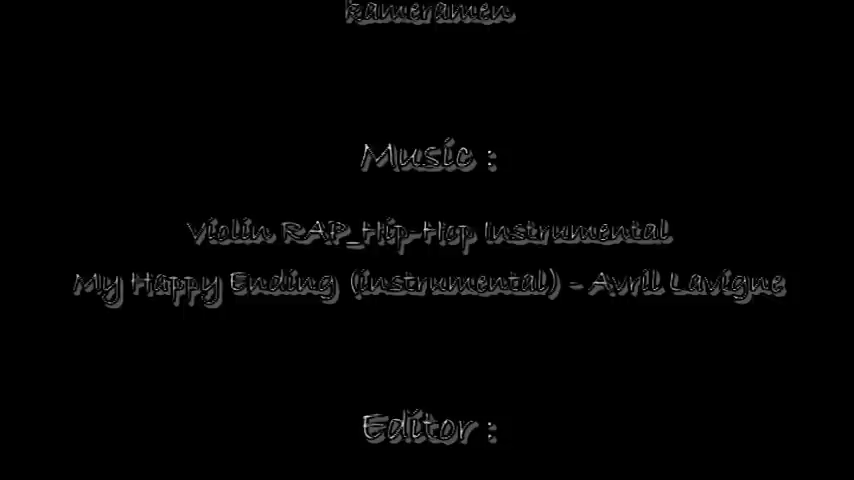 kameramen
Music :
Violin RAP_Hip-Hop Instrumental
My Happy Ending (instrumental) - Avril Lavigne
Editor :